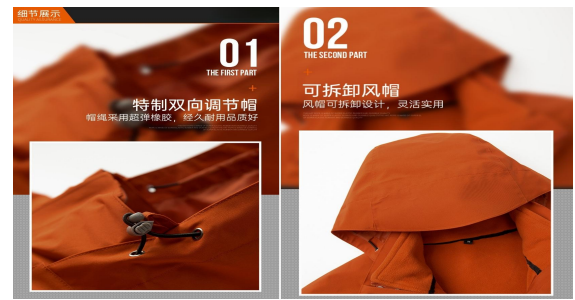 细节展示
01
THE FIRST PART
+
特制双向调节帽
帽绳采用超弹橡胶，经久耐用品质好
02
THE SECOND PART
+
可拆卸风帽
风帽可拆卸设计，灵活实用